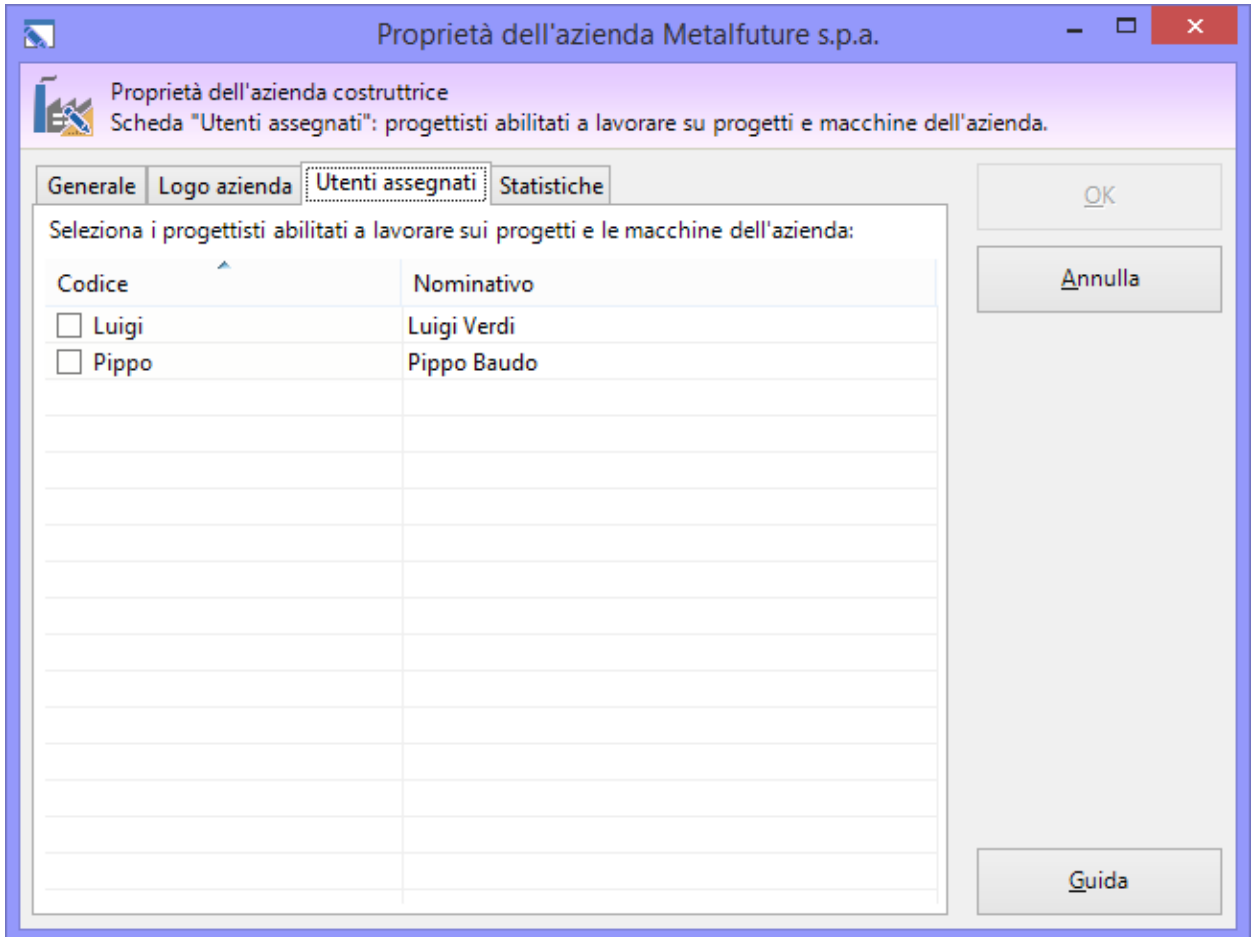 Proprietà dell'azienda Metalfuture s.p.a.
Proprietà dell'azienda costruttrice
Scheda "Utenti assegnati": progettisti abilitati a lavorare su progetti e macchine dell'azienda.
Generale Logo azienda Utenti assegnati Statistiche
OK
Seleziona i progettisti abilitati a lavorare sui progetti e le macchine dell'azienda:
Annulla
Codice Nominativo
Luigi Luigi Verdi
Pippo Pippo Baudo
Guida